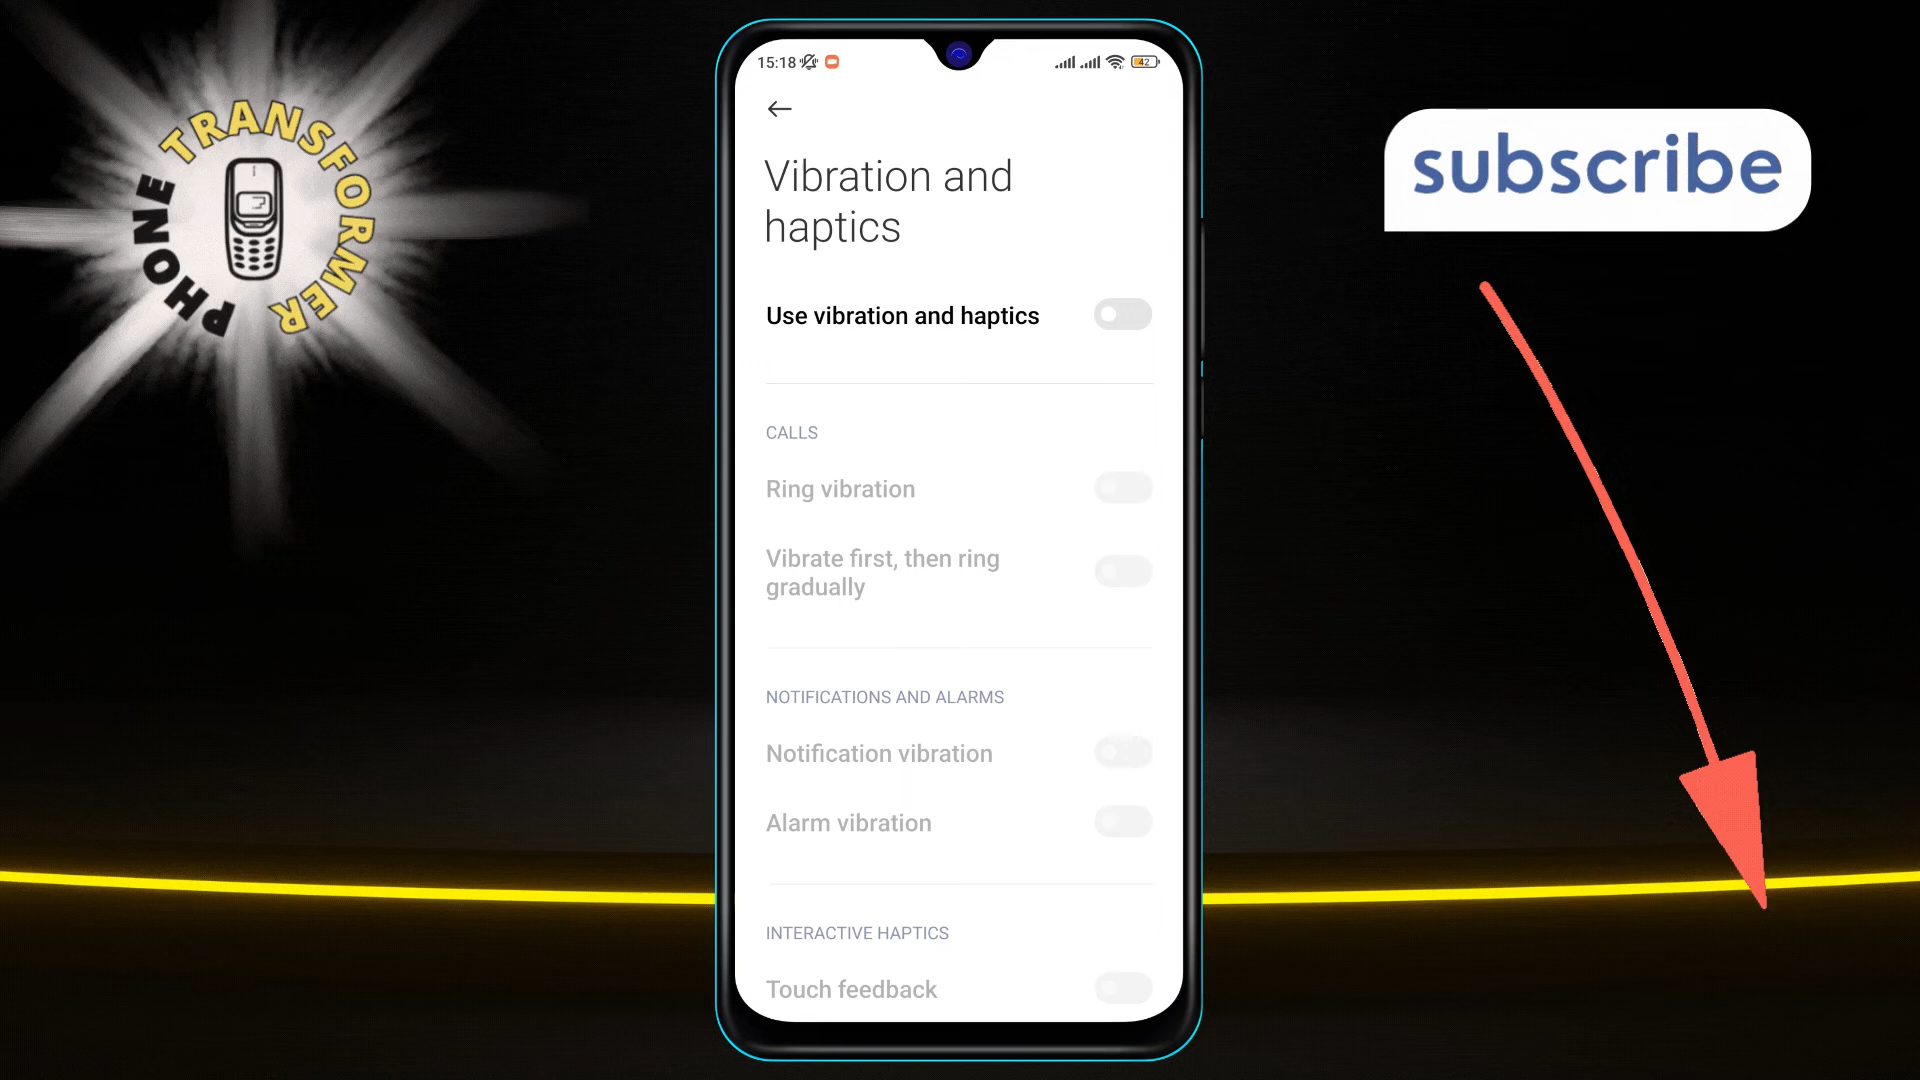 PHONE TRANSFORMER
15:18
42
Vibration and
haptics
Use vibration and haptics
CALLS
Ring vibration
Vibrate first, then ring
gradually
NOTIFICATIONS AND ALARMS
Notification vibration
Alarm vibration
INTERACTIVE HAPTICS
Touch feedback
subscribe